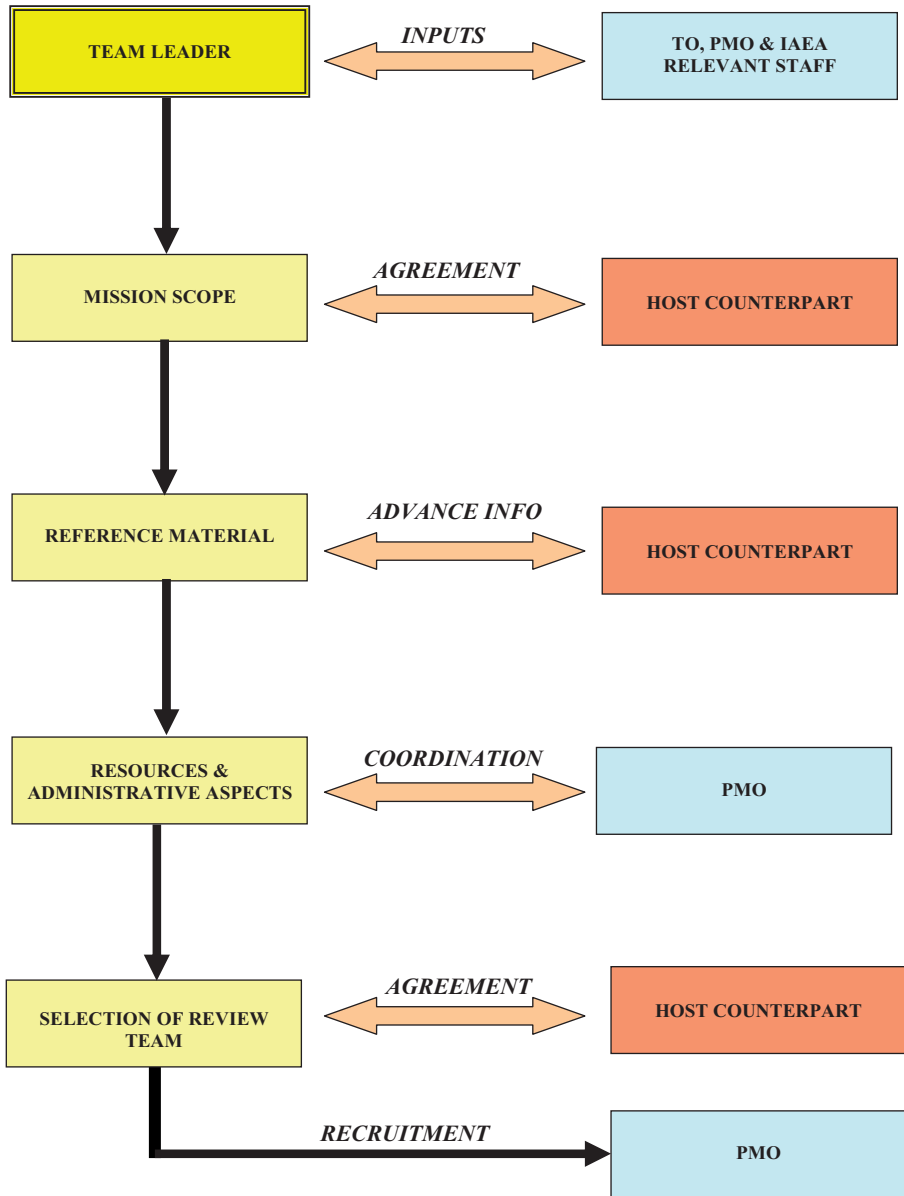 TEAM LEADER
INPUTS
TO, PMO & IAEA
RELEVANT STAFF
MISSION SCOPE
AGREEMENT
HOST COUNTERPART
REFERENCE MATERIAL
ADVANCE INFO
HOST COUNTERPART
RESOURCES &
ADMINISTRATIVE ASPECTS
COORDINATION
PMO
SELECTION OF REVIEW
TEAM
AGREEMENT
HOST COUNTERPART
RECRUITMENT
PMO